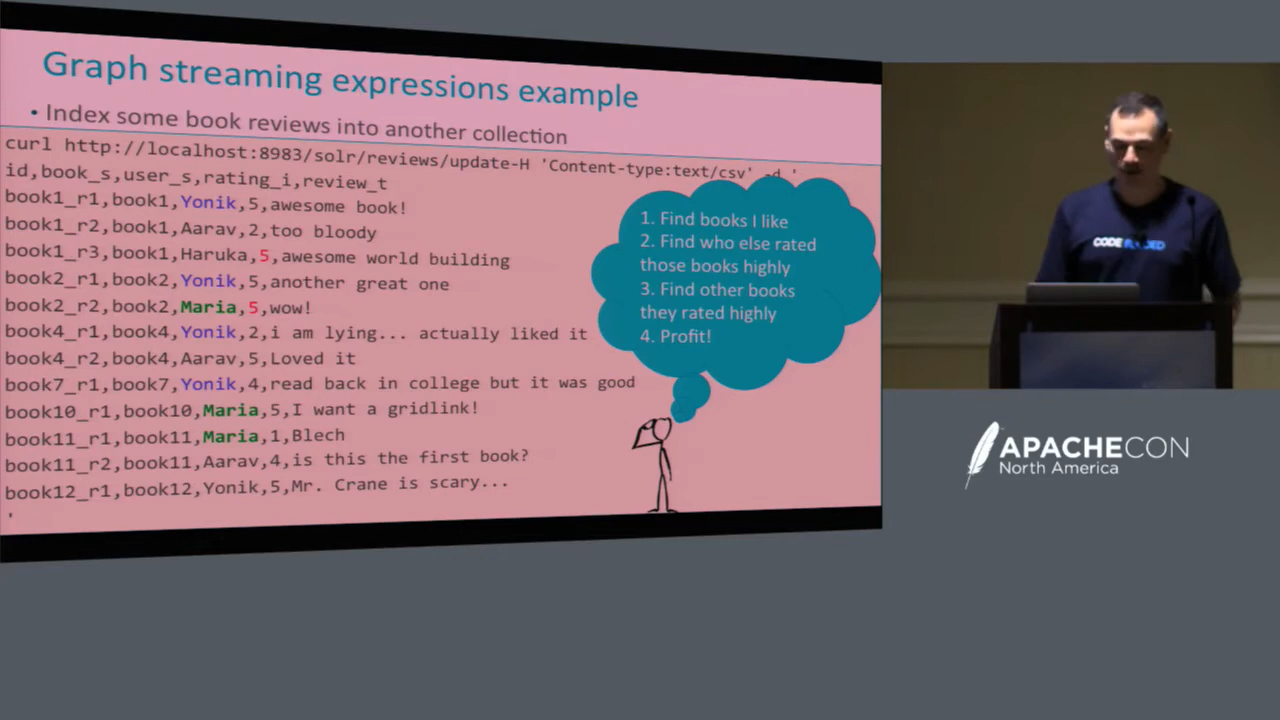 Graph streaming expressions example
• Index some book reviews into another collection
curl http://localhost:8983/solr/reviews/update-H 'Content-type:text/csv' -d '
id,book_s,user_s,rating_i,review_t
book1_r1,book1,Yonik,5,awesome book!
book1_r2,book1,Aarav,2,too bloody
book1_r3,book1,Haruka,5,awesome world building
book2_r1,book2,Yonik,5,another great one
book2_r2,book2,Maria,5,wow!
book4_r1,book4,Yonik,2,i am lying... actually liked it
book4_r2,book4,Aarav,5,Loved it
book7_r1,book7,Yonik,4,read back in college but it was good
book10_r1,book10,Maria,5,I want a gridlink!
book11_r1,book11,Maria,1,Blech
book11_r2,book11,Aarav,4,is this the first book?
book12_r1,book12,Yonik,5,Mr. Crane is scary...
'
1. Find books I like
2. Find who else rated
those books highly
3. Find other books
they rated highly
4. Profit!
CODE
APACHECON
North America